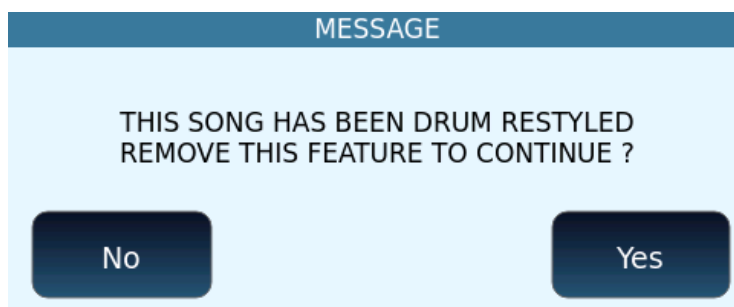 MESSAGE
THIS SONG HAS BEEN DRUM RESTYLED
REMOVE THIS FEATURE TO CONTINUE ?
No
Yes